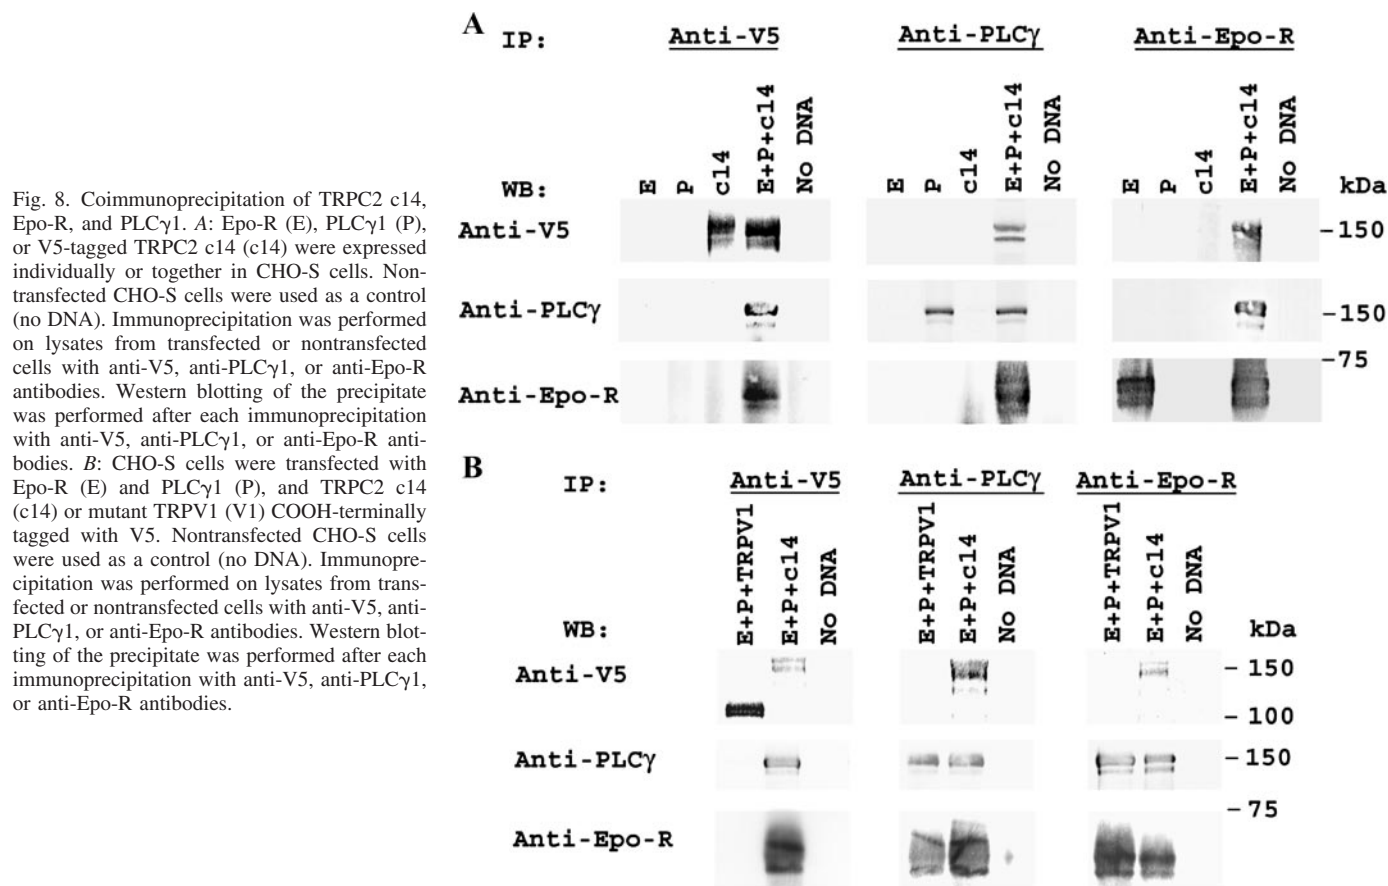 Fig. 8. Coimmunoprecipitation of TRPC2 c14,
Epo-R, and PLCγ1. A: Epo-R (E), PLCγ1 (P),
or V5-tagged TRPC2 c14 (c14) were expressed
individually or together in CHO-S cells. Non-
transfected CHO-S cells were used as a control
(no DNA). Immunoprecipitation was performed
on lysates from transfected or nontransfected
cells with anti-V5, anti-PLCγ1, or anti-Epo-R
antibodies. Western blotting of the precipitate
was performed after each immunoprecipitation
with anti-V5, anti-PLCγ1, or anti-Epo-R anti-
bodies. B: CHO-S cells were transfected with
Epo-R (E) and PLCγ1 (P), and TRPC2 c14
(c14) or mutant TRPV1 (V1) COOH-terminally
tagged with V5. Nontransfected CHO-S cells
were used as a control (no DNA). Immunopre-
cipitation was performed on lysates from trans-
fected or nontransfected cells with anti-V5, anti-
PLCγ1, or anti-Epo-R antibodies. Western blot-
ting of the precipitate was performed after each
immunoprecipitation with anti-V5, anti-PLCγ1,
or anti-Epo-R antibodies.
A
IP: Anti-V5 Anti-PLCγ Anti-Epo-R
WB: E P c14 E+P+c14 No DNA E P c14 E+P+c14 No DNA E P c14 E+P+c14 No DNA kDa
Anti-V5 -150
Anti-PLCγ -150
-75
Anti-Epo-R
B
IP: Anti-V5 Anti-PLCγ Anti-Epo-R
WB: E+P+TRPV1 E+P+c14 No DNA E+P+TRPV1 E+P+c14 No DNA E+P+TRPV1 E+P+c14 No DNA kDa
Anti-V5 - 150
- 100
Anti-PLCγ - 150
- 75
Anti-Epo-R